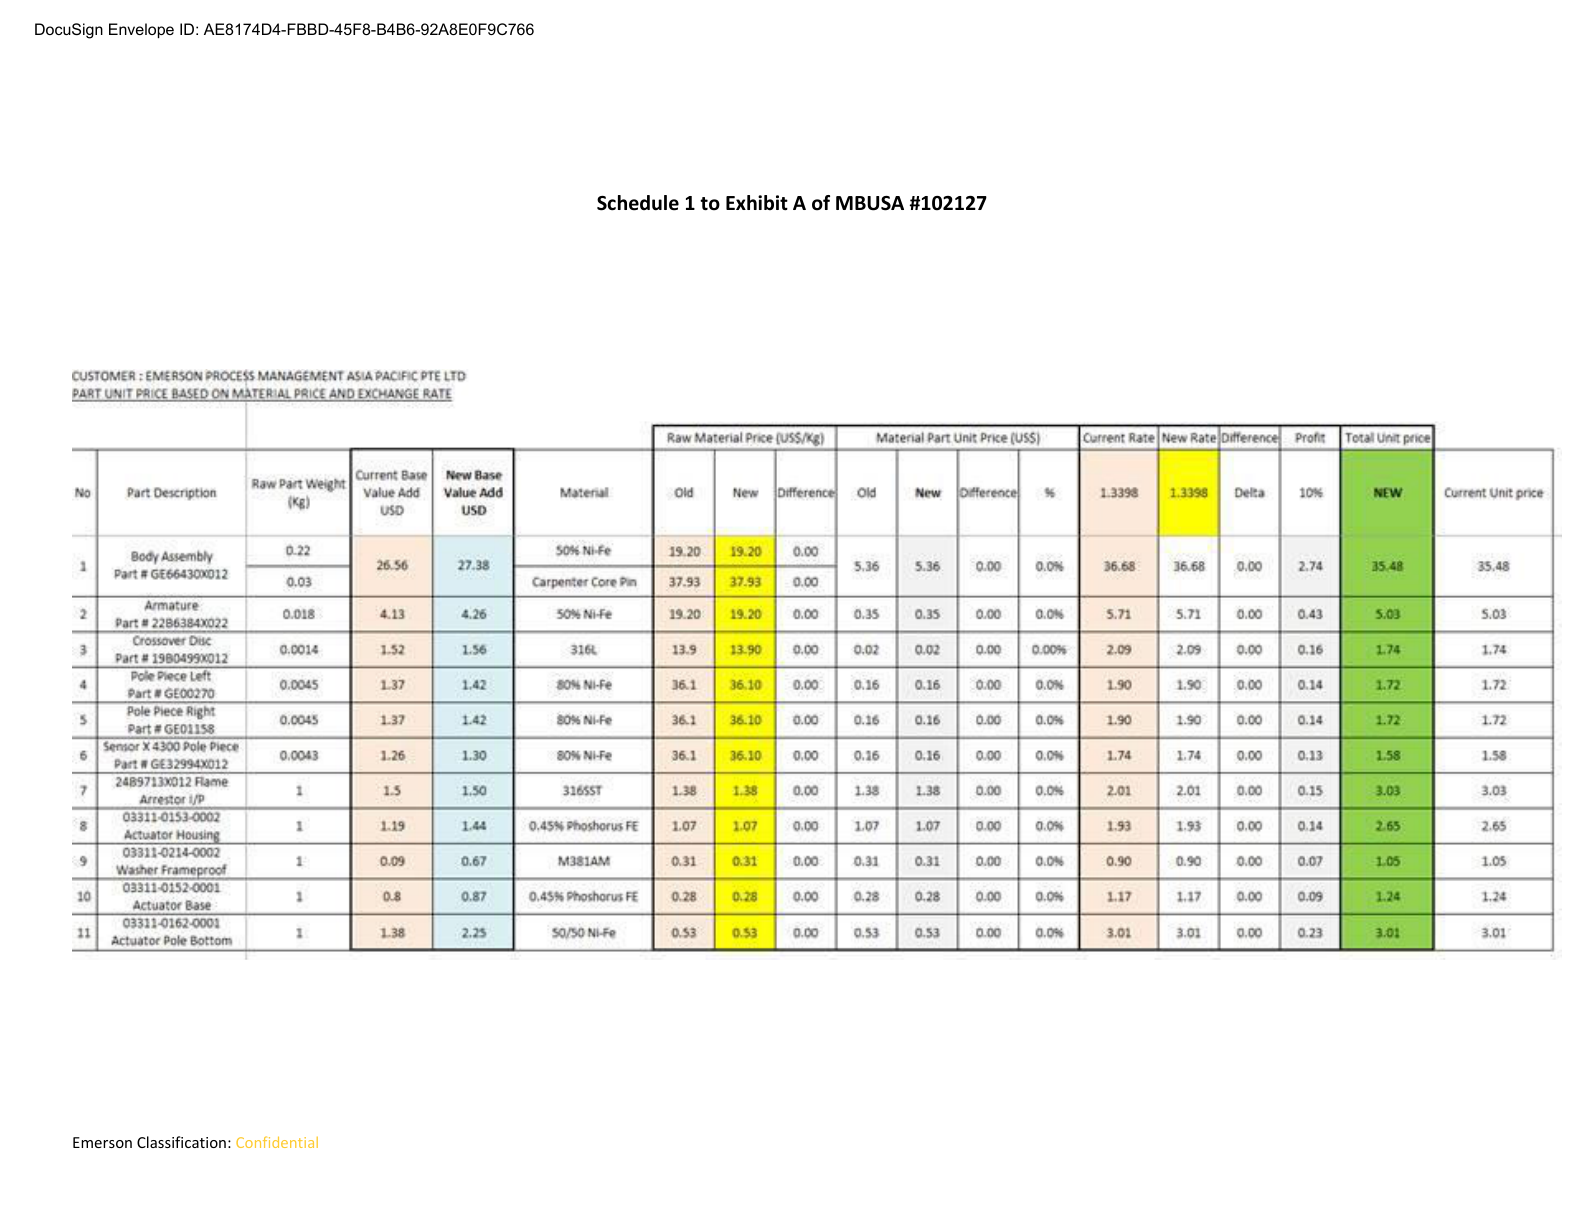 DocuSign Envelope ID: AE8174D4-FBBD-45F8-B4B6-92A8E0F9C766
Schedule 1 to Exhibit A of MBUSA #102127
CUSTOMER : EMERSON PROCESS MANAGEMENT ASIA PACIFIC PTE LTD
PART UNIT PRICE BASED ON MATERIAL PRICE AND EXCHANGE RATE
Raw Material Price (US$/Kg) Material Part Unit Price (US$) Current Rate New Rate Difference Profit Total Unit price
No Part Description Raw Part Weight (Kg) Current Base Value Add USD New Base Value Add USD Material Old New Difference Old New Difference % 1.3398 1.3398 Delta 10% NEW Current Unit price
1 Body Assembly Part # GE66430X012 0.22 26.56 27.38 50% Ni-Fe 19.20 19.20 0.00 5.36 5.36 0.00 0.0% 36.68 36.68 0.00 2.74 35.48 35.48
0.03 Carpenter Core Pin 37.93 37.93 0.00
2 Armature Part # 22B6384X022 0.018 4.13 4.26 50% Ni-Fe 19.20 19.20 0.00 0.35 0.35 0.00 0.0% 5.71 5.71 0.00 0.43 5.03 5.03
3 Crossover Disc Part # 19B0499X012 0.0014 1.52 1.56 316L 13.9 13.90 0.00 0.02 0.02 0.00 0.00% 2.09 2.09 0.00 0.16 1.74 1.74
4 Pole Piece Left Part # GE00270 0.0045 1.37 1.42 80% Ni-Fe 36.1 36.10 0.00 0.16 0.16 0.00 0.0% 1.90 1.90 0.00 0.14 1.72 1.72
5 Pole Piece Right Part # GE01158 0.0045 1.37 1.42 80% Ni-Fe 36.1 36.10 0.00 0.16 0.16 0.00 0.0% 1.90 1.90 0.00 0.14 1.72 1.72
6 Sensor X 4300 Pole Piece Part # GE32994X012 0.0043 1.26 1.30 80% Ni-Fe 36.1 36.10 0.00 0.16 0.16 0.00 0.0% 1.74 1.74 0.00 0.13 1.58 1.58
7 24B9713X012 Flame Arrestor I/P 1 1.5 1.50 316SST 1.38 1.38 0.00 1.38 1.38 0.00 0.0% 2.01 2.01 0.00 0.15 3.03 3.03
8 03311-0153-0002 Actuator Housing 1 1.19 1.44 0.45% Phoshorus FE 1.07 1.07 0.00 1.07 1.07 0.00 0.0% 1.93 1.93 0.00 0.14 2.65 2.65
9 03311-0214-0002 Washer Frameproof 1 0.09 0.67 M381AM 0.31 0.31 0.00 0.31 0.31 0.00 0.0% 0.90 0.90 0.00 0.07 1.05 1.05
10 03311-0152-0001 Actuator Base 1 0.8 0.87 0.45% Phoshorus FE 0.28 0.28 0.00 0.28 0.28 0.00 0.0% 1.17 1.17 0.00 0.09 1.24 1.24
11 03311-0162-0001 Actuator Pole Bottom 1 1.38 2.25 50/50 Ni-Fe 0.53 0.53 0.00 0.53 0.53 0.00 0.0% 3.01 3.01 0.00 0.23 3.01 3.01
Emerson Classification: Confidential